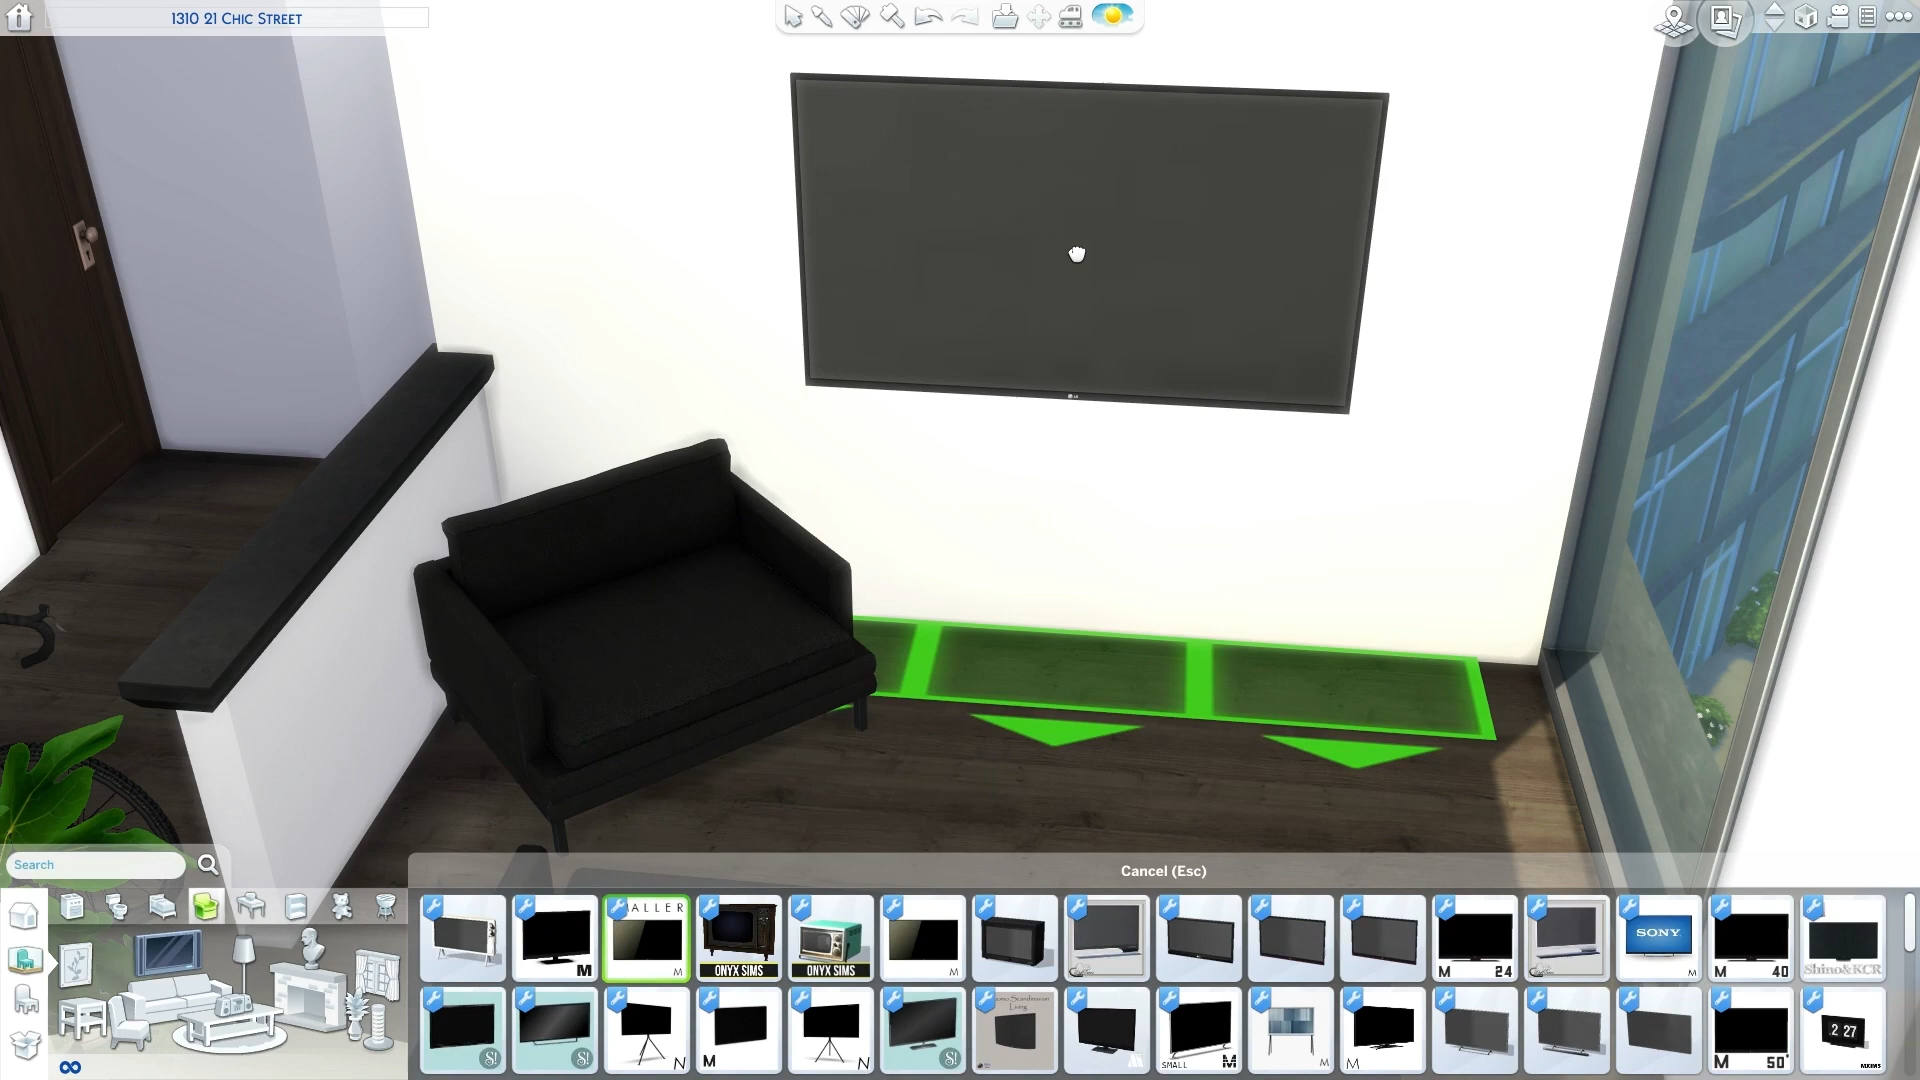 1310 21 Chic Street
Search
Cancel (Esc)
M
ALLER
M
ONYX SIMS
ONYX SIMS
M
M 24
SONY
M
M 40
Shino&KCR
S!
S!
N
M
N
S!
Living
SMALL M
M
M
M 50"
2 27